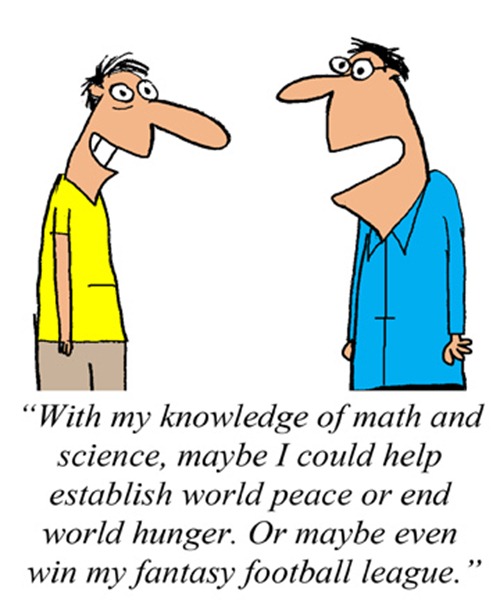 “With my knowledge of math and
science, maybe I could help
establish world peace or end
world hunger. Or maybe even
win my fantasy football league.”